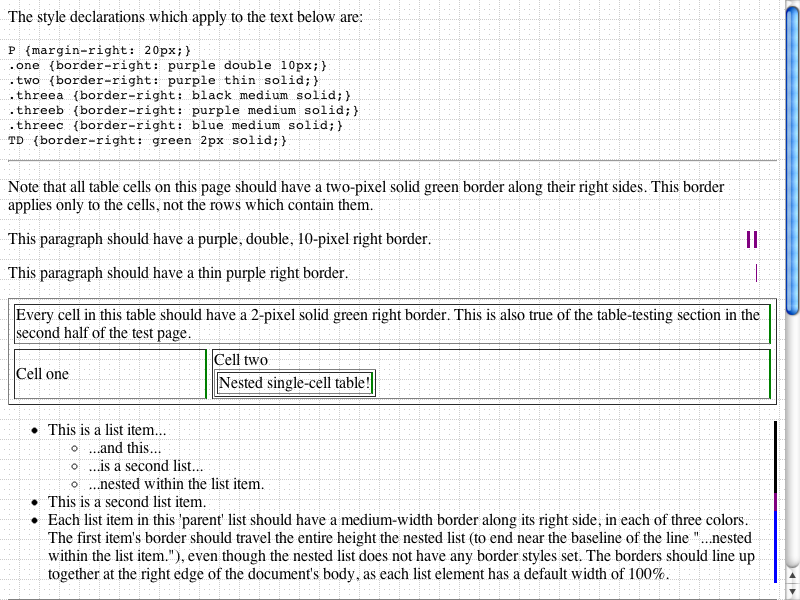 The style declarations which apply to the text below are:
P {margin-right: 20px;}
.one {border-right: purple double 10px;}
.two {border-right: purple thin solid;}
.threea {border-right: black medium solid;}
.threeb {border-right: purple medium solid;}
.threec {border-right: blue medium solid;}
TD {border-right: green 2px solid;}
Note that all table cells on this page should have a two-pixel solid green border along their right sides. This border
applies only to the cells, not the rows which contain them.
This paragraph should have a purple, double, 10-pixel right border.
This paragraph should have a thin purple right border.
Every cell in this table should have a 2-pixel solid green right border. This is also true of the table-testing section in the
second half of the test page.
Cell one
Cell two
Nested single-cell table!
This is a list item...
...and this...
...is a second list...
...nested within the list item.
This is a second list item.
Each list item in this 'parent' list should have a medium-width border along its right side, in each of three colors.
The first item's border should travel the entire height the nested list (to end near the baseline of the line "...nested
within the list item."), even though the nested list does not have any border styles set. The borders should line up
together at the right edge of the document's body, as each list element has a default width of 100%.